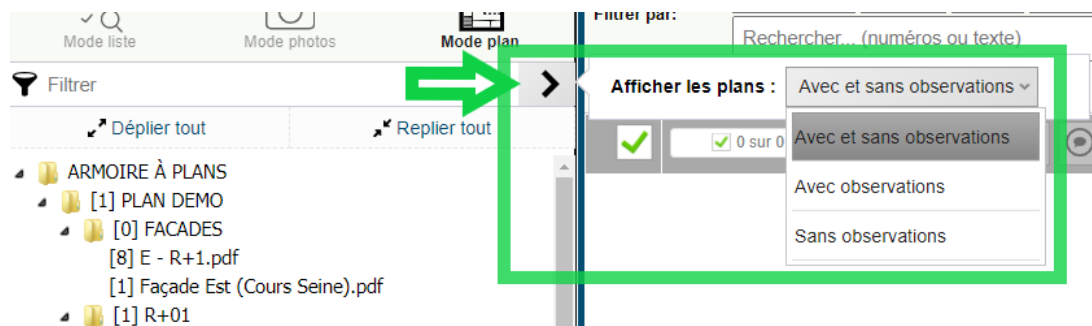 Mode liste
Mode photos
Mode plan
Filtrer par:
Rechercher... (numéros ou texte)
Filtrer
Afficher les plans :
Avec et sans observations
Déplier tout
Replier tout
0 sur 0
Avec et sans observations
Avec observations
Sans observations
ARMOIRE À PLANS
[1] PLAN DEMO
[0] FACADES
[8] E - R+1.pdf
[1] Façade Est (Cours Seine).pdf
[1] R+01